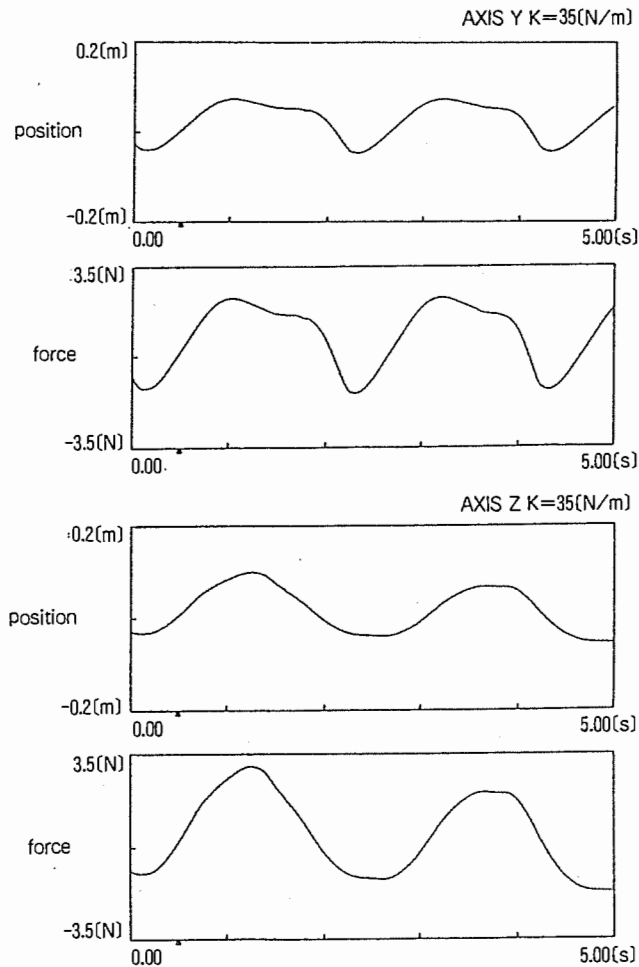 AXIS Y K=35(N/m)
0.2(m)
position
-0.2(m)
0.00 5.00(s)
3.5(N)
force
-3.5(N)
0.00 5.00(s)
AXIS Z K=35(N/m)
0.2(m)
position
-0.2(m)
0.00 5.00(s)
3.5(N)
force
-3.5(N)
0.00 5.00(s)